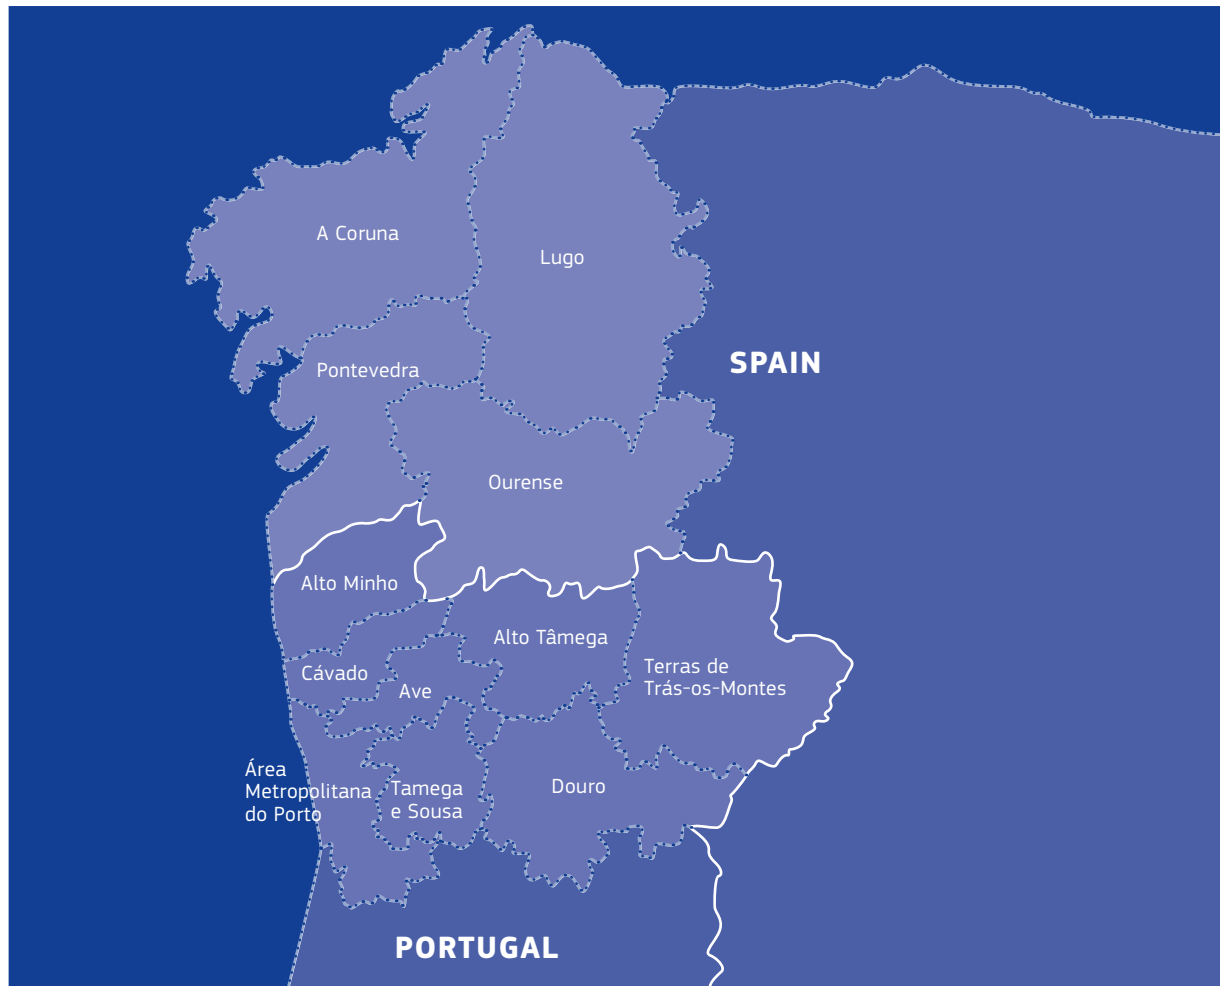 A Coruna
Lugo
SPAIN
Pontevedra
Ourense
Alto Minho
Alto Tâmega
Terras de
Trás-os-Montes
Cávado
Ave
Área
Metropolitana
do Porto
Tamega
e Sousa
Douro
PORTUGAL